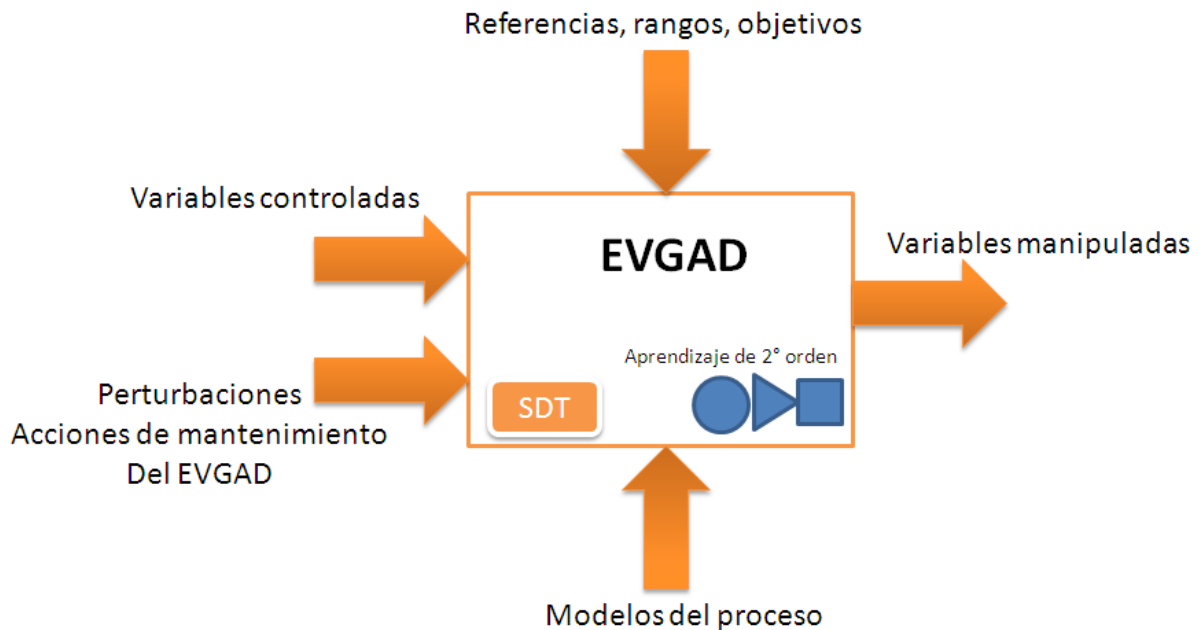 Referencias, rangos, objetivos
Variables controladas
EVGAD
Variables manipuladas
Aprendizaje de 2° orden
SDT
Perturbaciones
Acciones de mantenimiento
Del EVGAD
Modelos del proceso